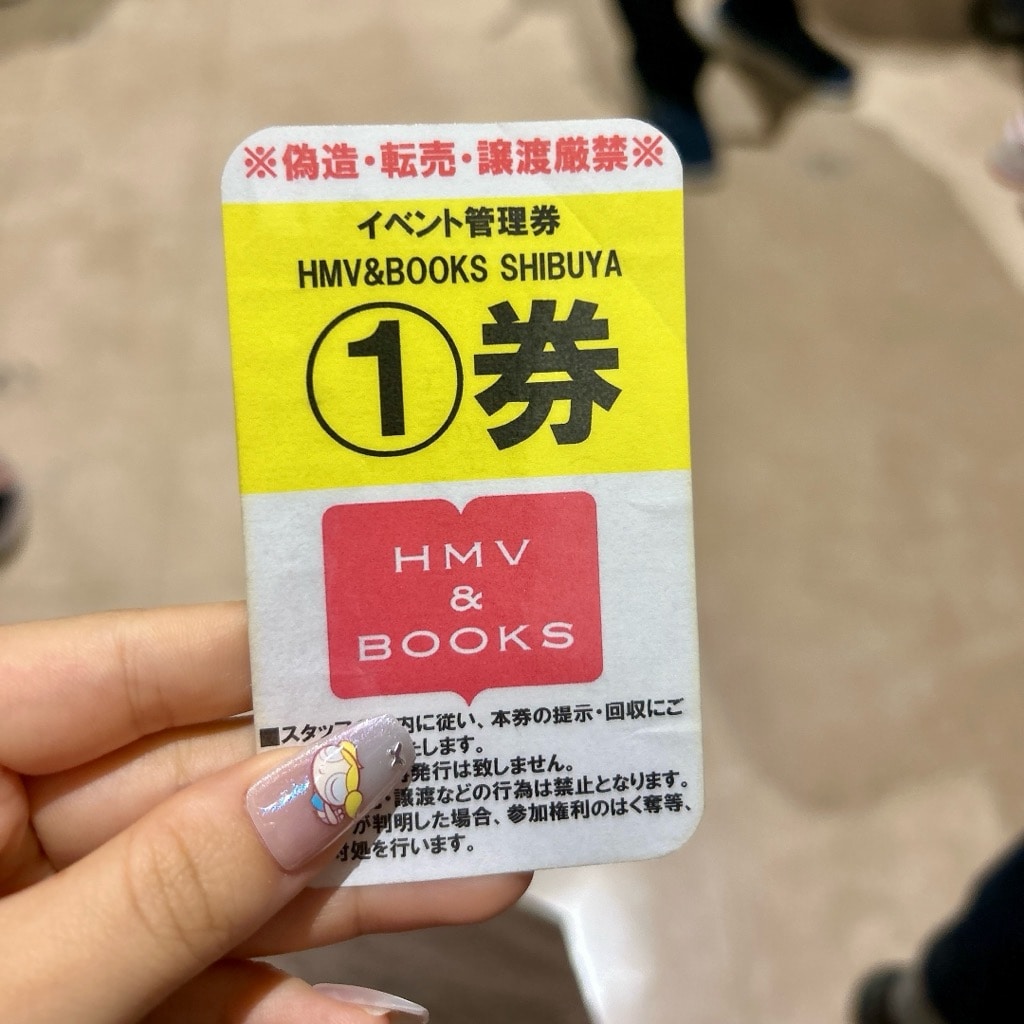 ※偽造・転売・譲渡厳禁※
イベント管理券
HMV&BOOKS SHIBUYA
①券
HMV
&
BOOKS
■スタッフ 内に従い、本券の提示・回収にご
たします。
発行は致しません。
・譲渡などの行為は禁止となります。
が判明した場合、参加権利のはく奪等、
対処を行います。